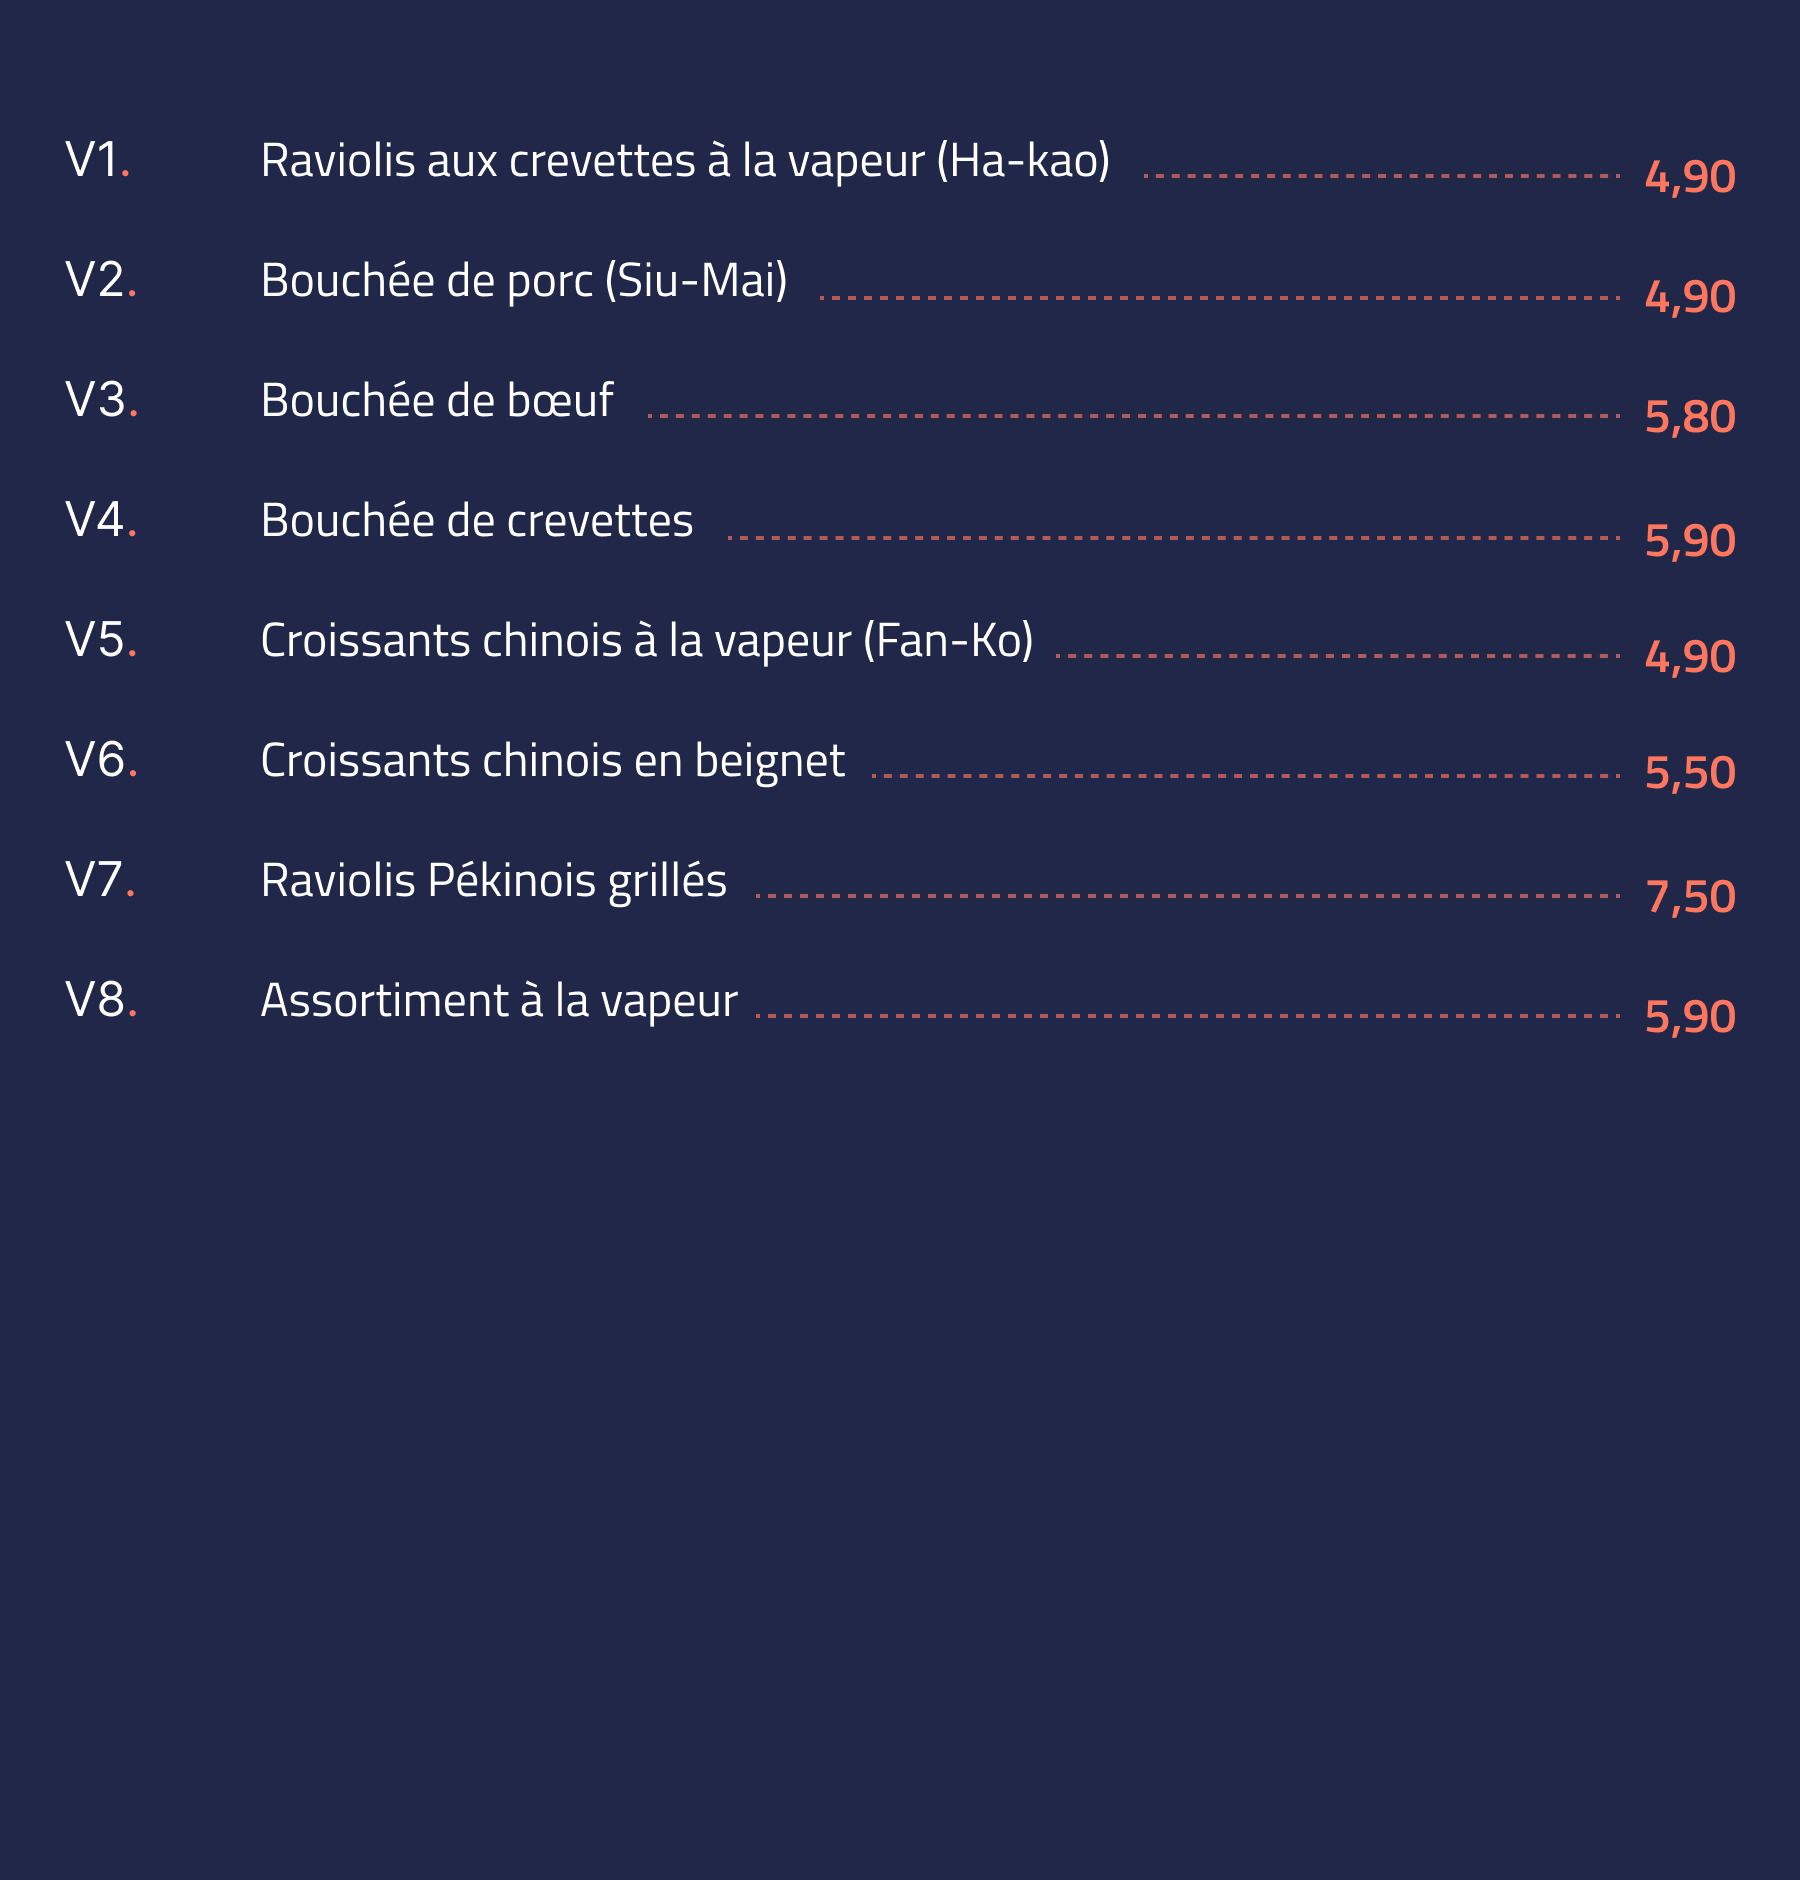 V1. Raviolis aux crevettes à la vapeur (Ha-kao) 4,90
V2. Bouchée de porc (Siu-Mai) 4,90
V3. Bouchée de bœuf 5,80
V4. Bouchée de crevettes 5,90
V5. Croissants chinois à la vapeur (Fan-Ko) 4,90
V6. Croissants chinois en beignet 5,50
V7. Raviolis Pékinois grillés 7,50
V8. Assortiment à la vapeur 5,90